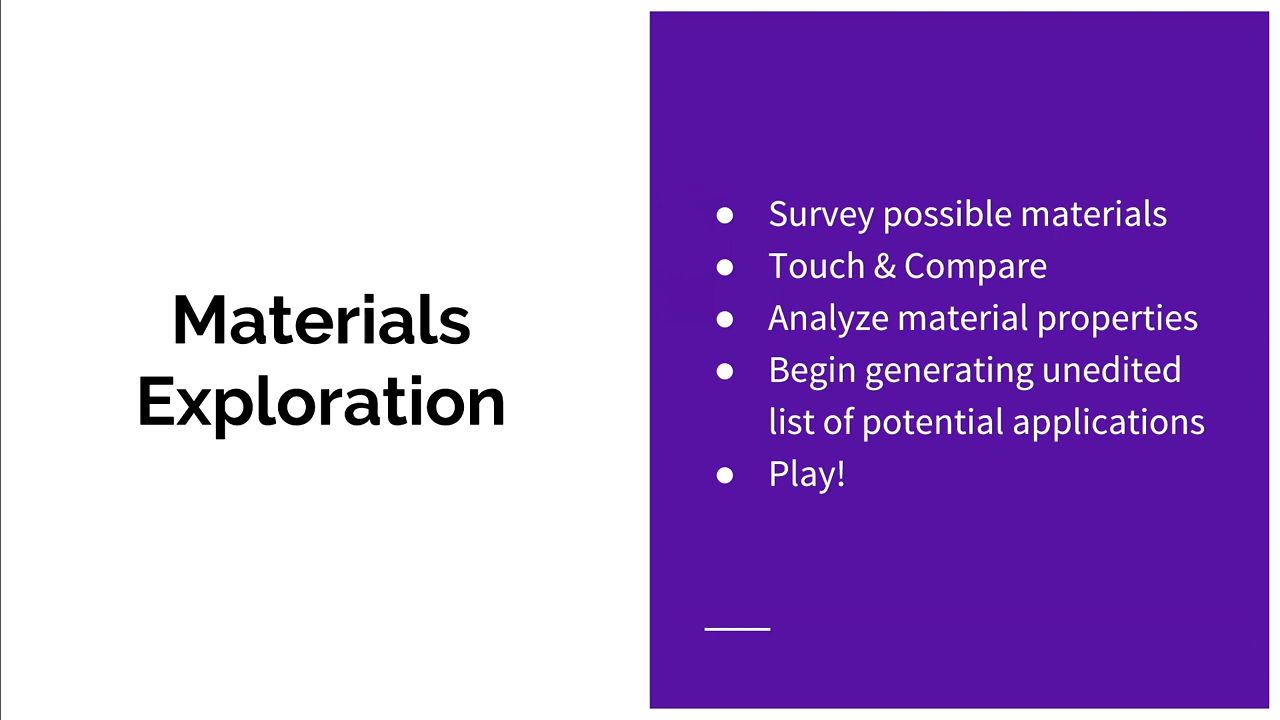 Materials
Exploration
● Survey possible materials
● Touch & Compare
● Analyze material properties
● Begin generating unedited
list of potential applications
● Play!